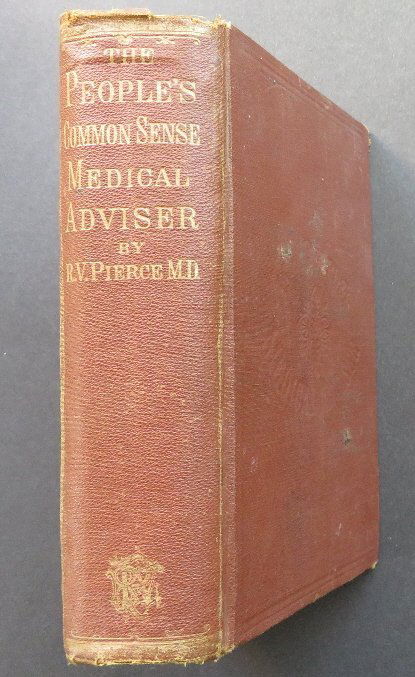 THE
PEOPLE'S
COMMON SENSE
MEDICAL
ADVISER
BY
R.V. PIERCE M.D.